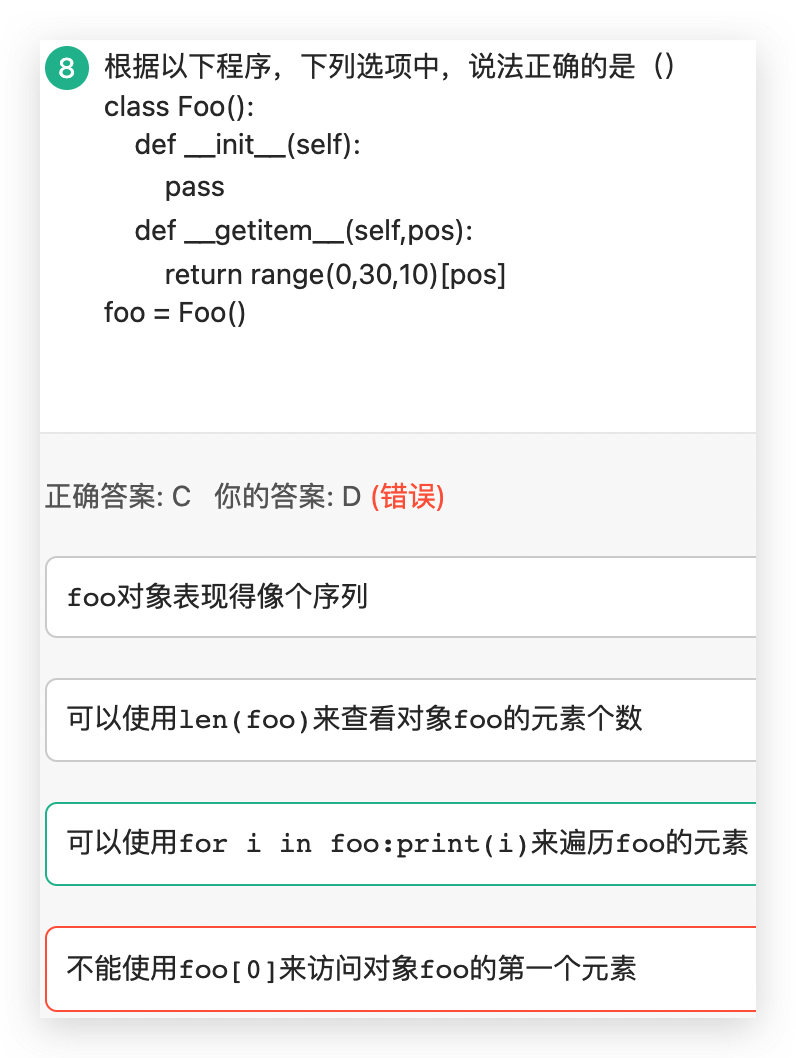 8 根据以下程序，下列选项中，说法正确的是（）
class Foo():
    def __init__(self):
        pass
    def __getitem__(self,pos):
        return range(0,30,10)[pos]
foo = Foo()
正确答案: C 你的答案: D (错误)
foo对象表现得像个序列
可以使用len(foo)来查看对象foo的元素个数
可以使用for i in foo:print(i)来遍历foo的元素
不能使用foo[0]来访问对象foo的第一个元素